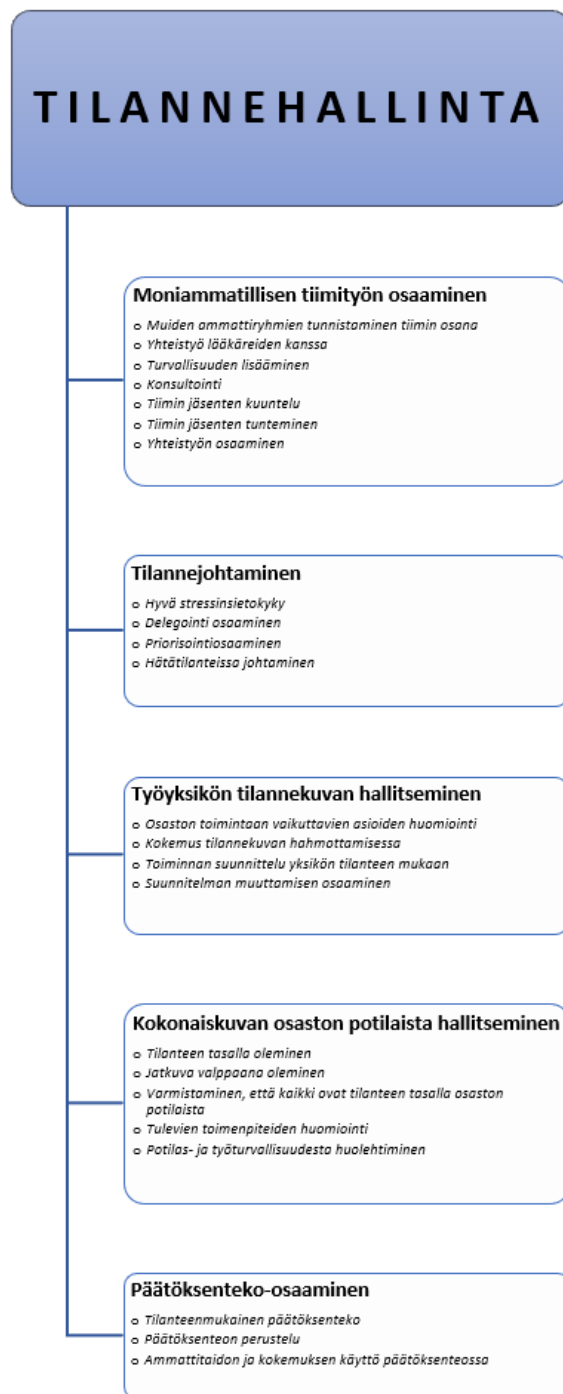 TILANNEHALLINTA
Moniammatillisen tiimityön osaaminen
o Muiden ammattiryhmien tunnistaminen tiimin osana
o Yhteistyö lääkäreiden kanssa
o Turvallisuuden lisääminen
o Konsultointi
o Tiimin jäsenten kuuntelu
o Tiimin jäsenten tunteminen
o Yhteistyön osaaminen
Tilannejohtaminen
o Hyvä stressinsietokyky
o Delegointi osaaminen
o Priorisointiosaaminen
o Hätätilanteissa johtaminen
Työyksikön tilannekuvan hallitseminen
o Osaston toimintaan vaikuttavien asioiden huomiointi
o Kokemus tilannekuvan hahmottamisessa
o Toiminnan suunnittelu yksikön tilanteen mukaan
o Suunnitelman muuttamisen osaaminen
Kokonaiskuvan osaston potilaista hallitseminen
o Tilanteen tasalla oleminen
o Jatkuva valppaana oleminen
o Varmistaminen, että kaikki ovat tilanteen tasalla osaston
potilaista
o Tulevien toimenpiteiden huomiointi
o Potilas- ja työturvallisuudesta huolehtiminen
Päätöksenteko-osaaminen
o Tilanteenmukainen päätöksenteko
o Päätöksenteon perustelu
o Ammattitaidon ja kokemuksen käyttö päätöksenteossa